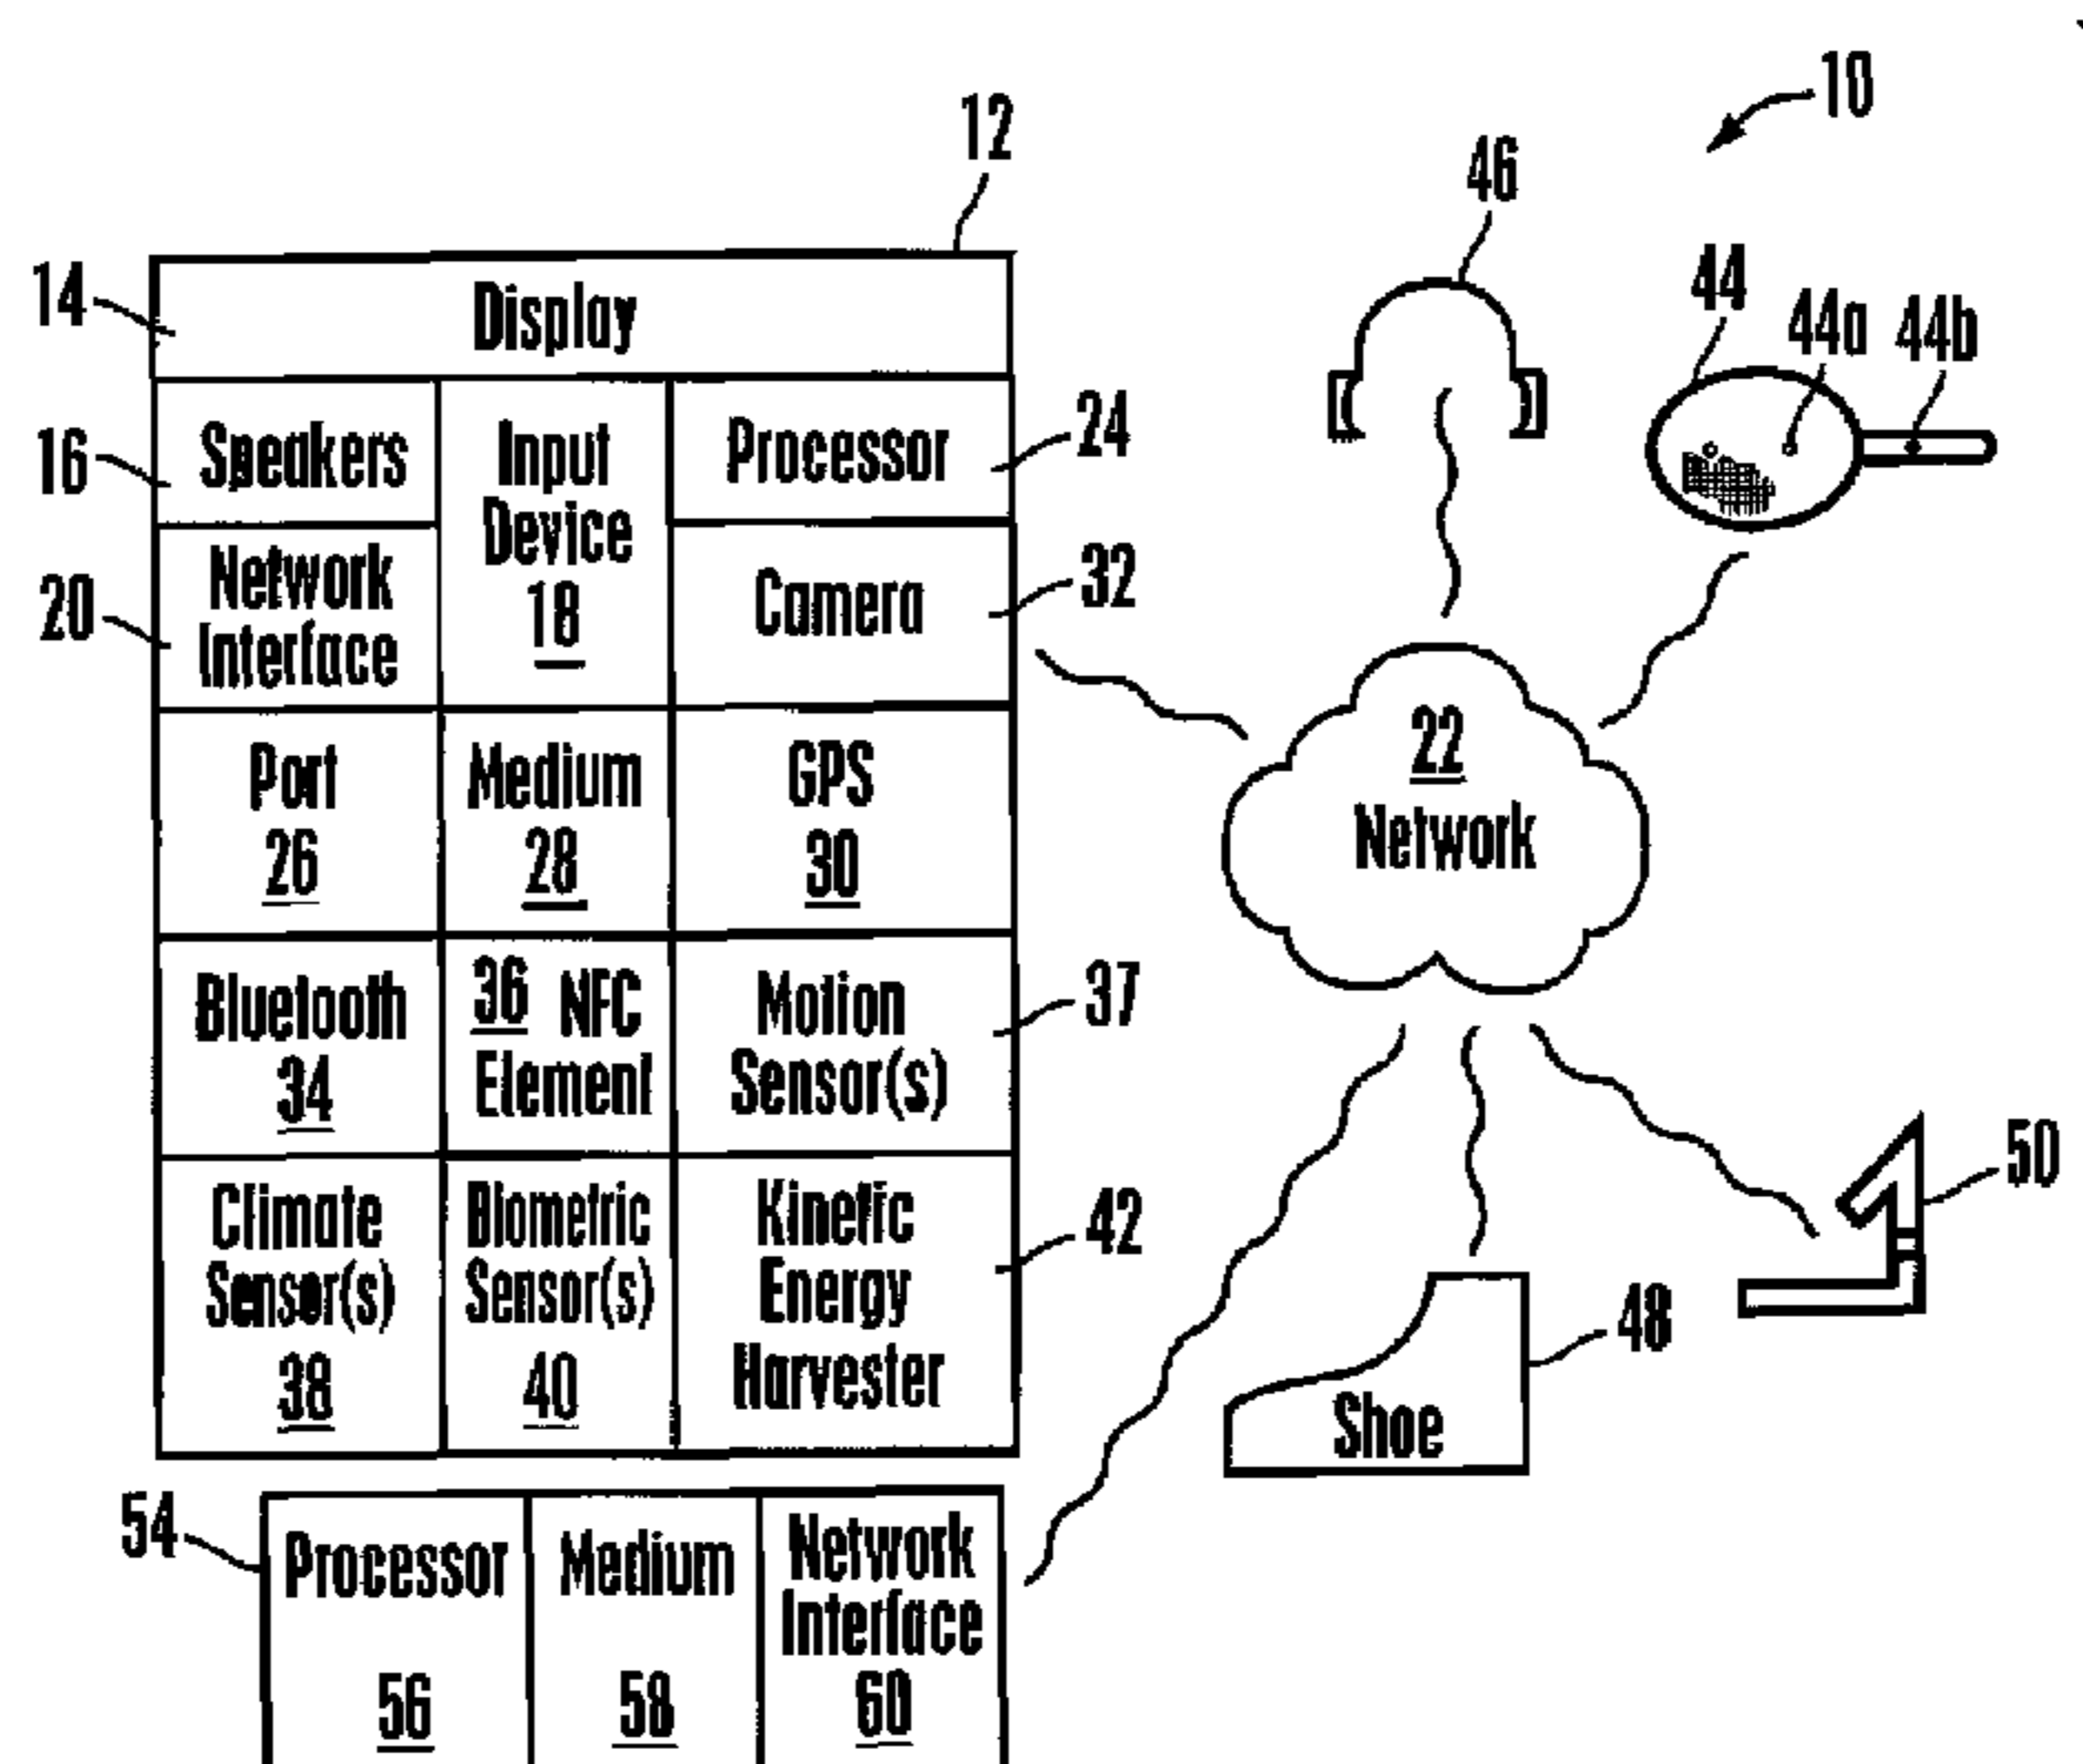 10
12
46
14
Display
44
44a
44b
16
Speakers
Input
Device
18
Processor
24
20
Network
Interface
Camera
32
Port
26
Medium
28
GPS
30
22
Network
Bluetooth
34
36 NFC
Element
Motion
Sensor(s)
37
Climate
Sensor(s)
38
Biometric
Sensor(s)
40
Kinetic
Energy
Harvester
42
50
48
Shoe
54
Processor
56
Medium
58
Network
Interface
60